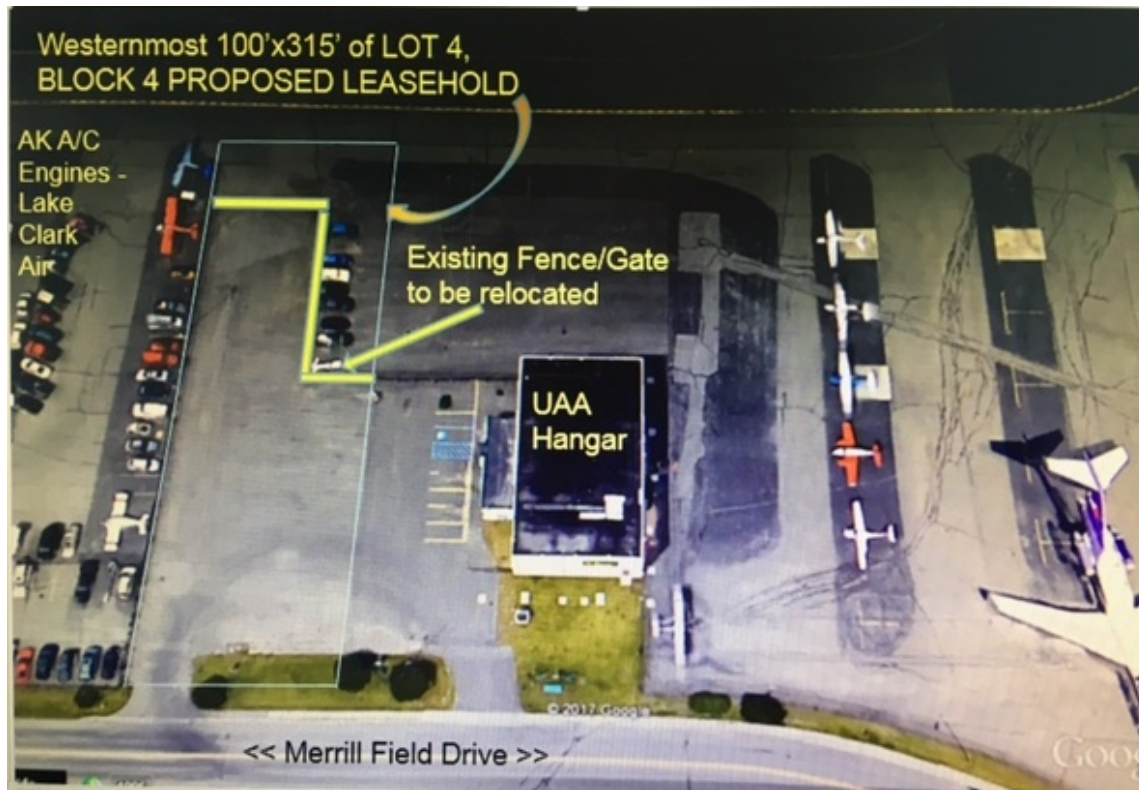 Westernmost 100'x315' of LOT 4,
BLOCK 4 PROPOSED LEASEHOLD
AK A/C
Engines -
Lake
Clark
Air
Existing Fence/Gate
to be relocated
UAA
Hangar
© 2017 Google
<< Merrill Field Drive >>
Goog